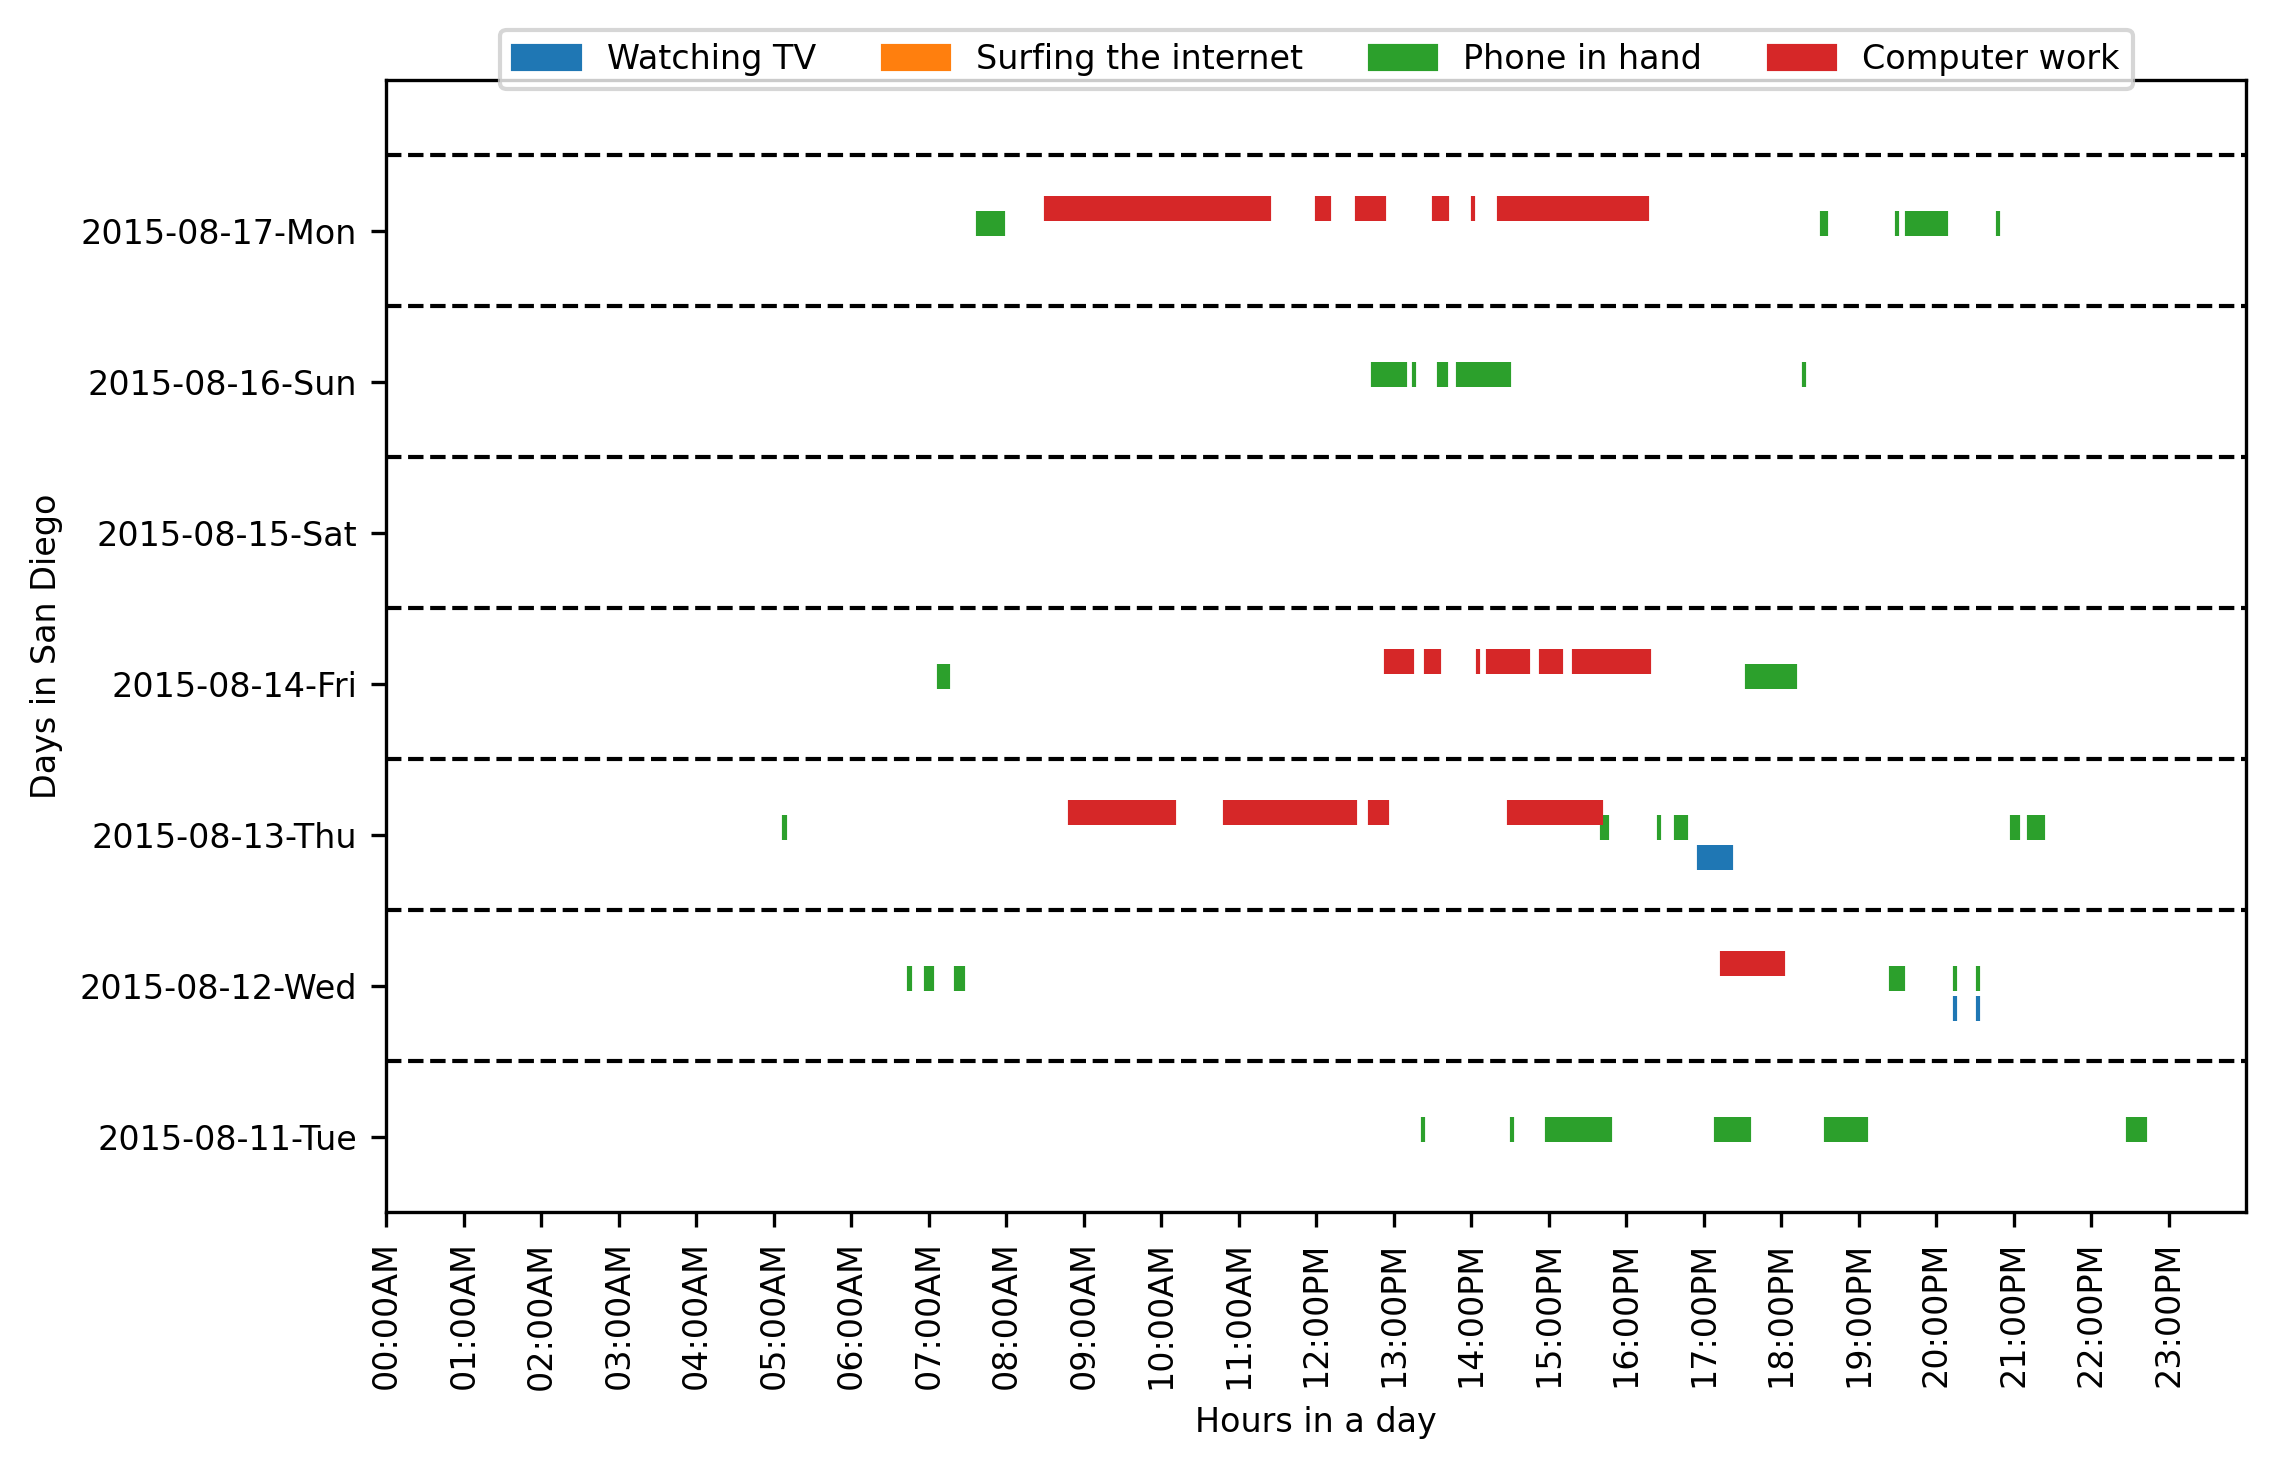 Watching TV Surfing the internet Phone in hand Computer work
Days in San Diego
2015-08-17-Mon
2015-08-16-Sun
2015-08-15-Sat
2015-08-14-Fri
2015-08-13-Thu
2015-08-12-Wed
2015-08-11-Tue
00:00AM
01:00AM
02:00AM
03:00AM
04:00AM
05:00AM
06:00AM
07:00AM
08:00AM
09:00AM
10:00AM
11:00AM
12:00PM
13:00PM
14:00PM
15:00PM
16:00PM
17:00PM
18:00PM
19:00PM
20:00PM
21:00PM
22:00PM
23:00PM
Hours in a day